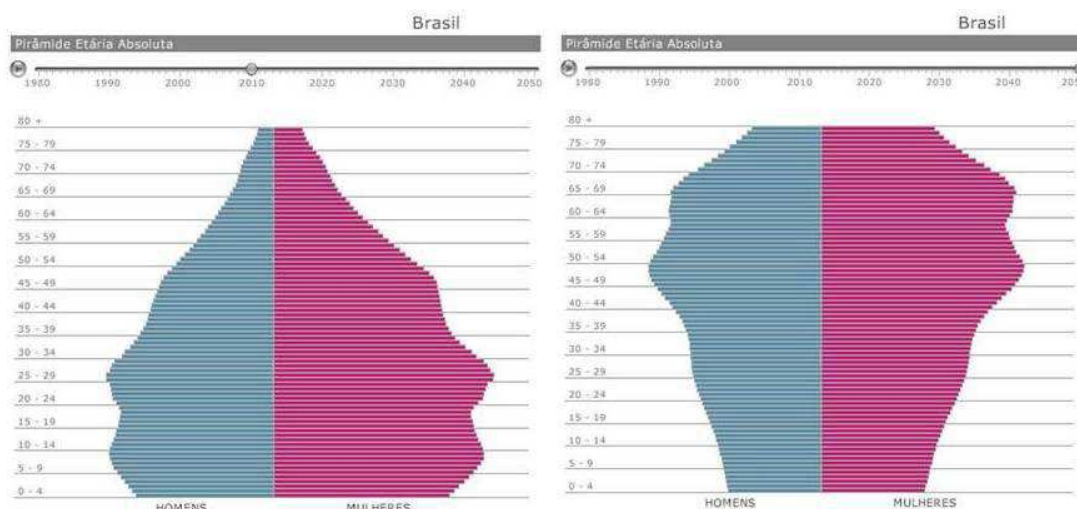 Brasil
Pirâmide Etária Absoluta
1980 1990 2000 2010 2020 2030 2040 2050
80 +
75 - 79
70 - 74
65 - 69
60 - 64
55 - 59
50 - 54
45 - 49
40 - 44
35 - 39
30 - 34
25 - 29
20 - 24
15 - 19
10 - 14
5 - 9
0 - 4
HOMENS MULHERES
Brasil
Pirâmide Etária Absoluta
1980 1990 2000 2010 2020 2030 2040 205
80 +
75 - 79
70 - 74
65 - 69
60 - 64
55 - 59
50 - 54
45 - 49
40 - 44
35 - 39
30 - 34
25 - 29
20 - 24
15 - 19
10 - 14
5 - 9
0 - 4
HOMENS MULHERES